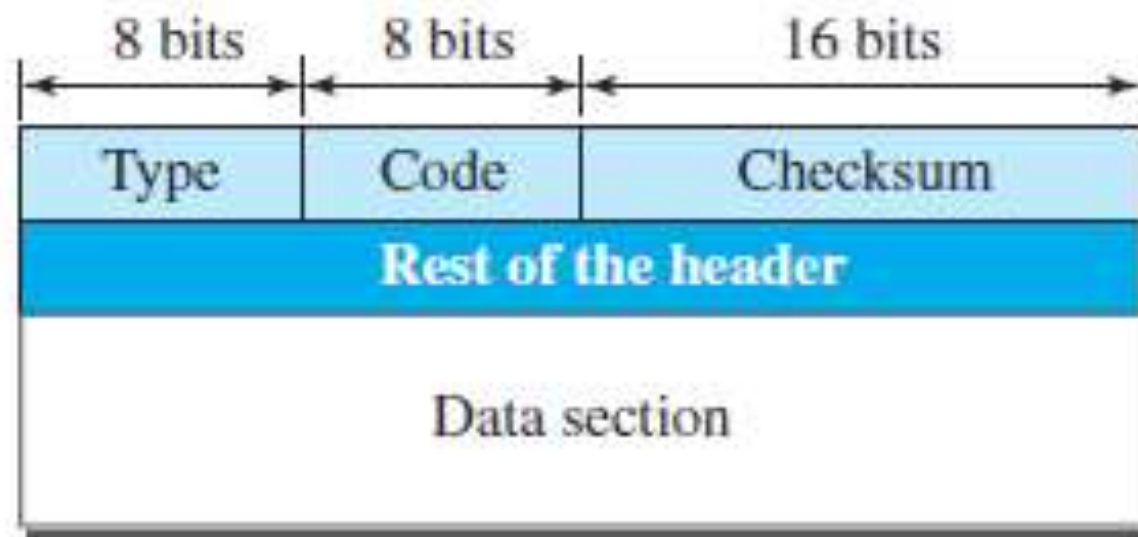 8 bits 8 bits 16 bits
Type Code Checksum
Rest of the header
Data section